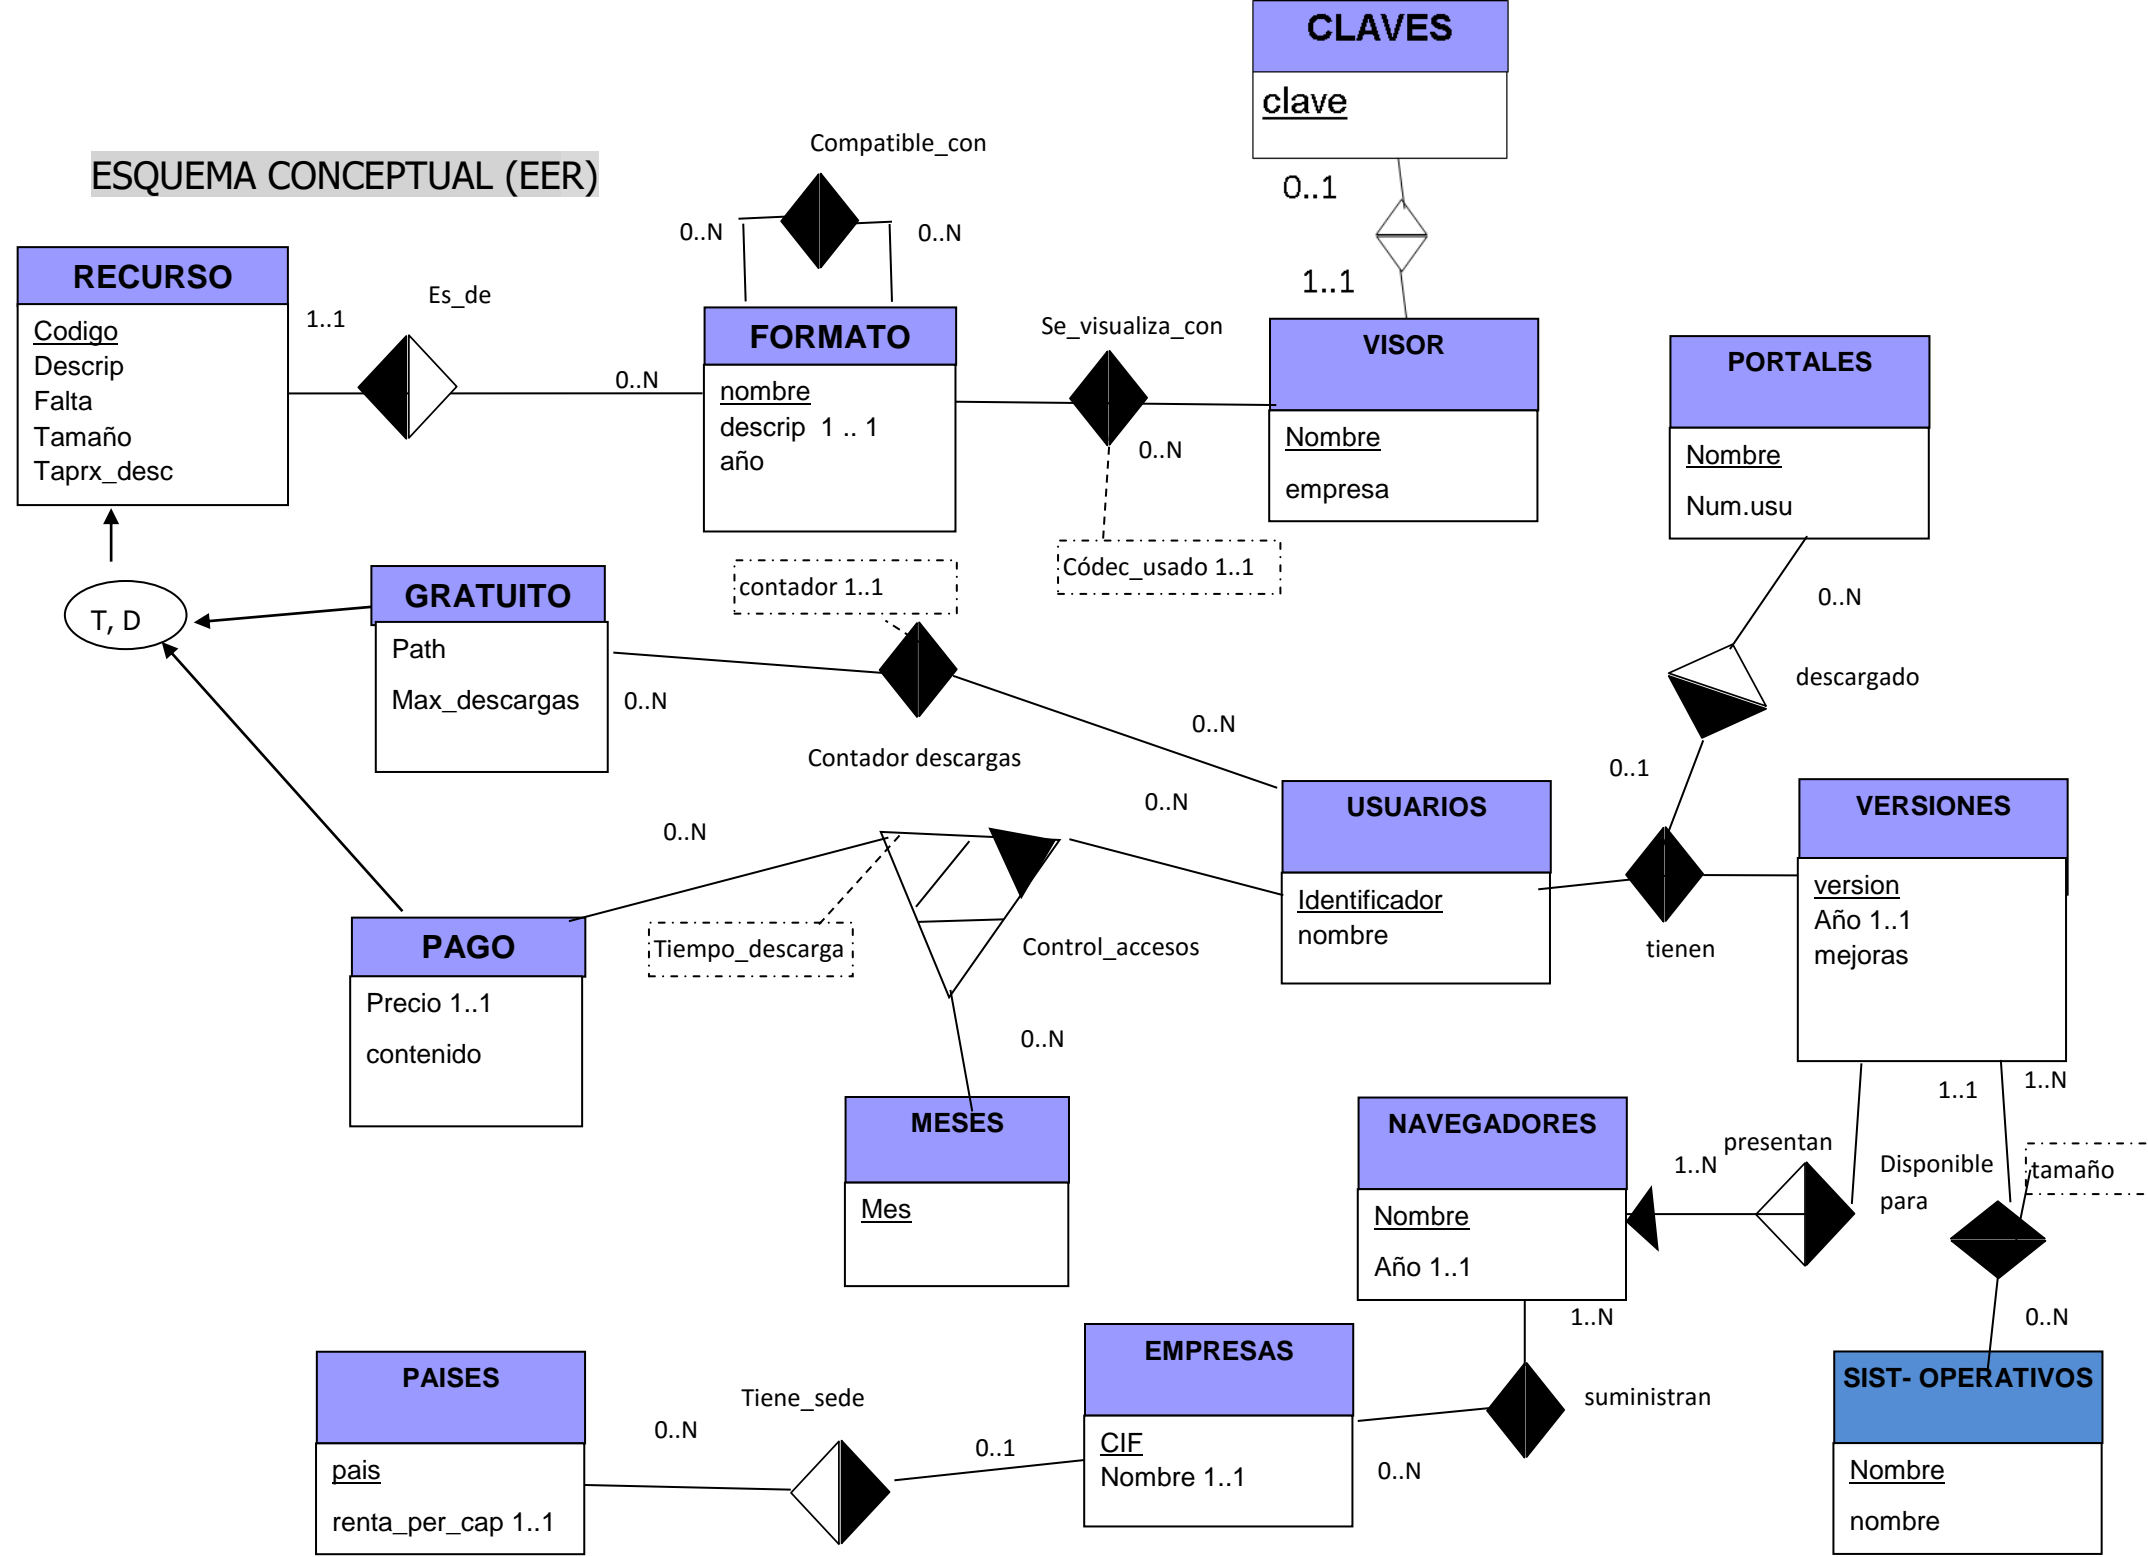 CLAVES
clave
Compatible_con
ESQUEMA CONCEPTUAL (EER)
0..1
0..N
0..N
1..1
RECURSO
Codigo
Descrip
Falta
Tamaño
Taprx_desc
Es_de
1..1
0..N
FORMATO
nombre
descrip 1 .. 1
año
Se_visualiza_con
0..N
VISOR
Nombre
empresa
PORTALES
Nombre
Num.usu
Códec_usado 1..1
contador 1..1
T, D
GRATUITO
Path
Max_descargas
0..N
0..N
Contador descargas
0..N
descargado
0..1
0..N
0..N
USUARIOS
Identificador
nombre
tienen
VERSIONES
version
Año 1..1
mejoras
PAGO
Precio 1..1
contenido
Tiempo_descarga
Control_accesos
0..N
MESES
Mes
1..1
1..N
NAVEGADORES
Nombre
Año 1..1
presentan
1..N
Disponible
para
tamaño
1..N
0..N
PAISES
pais
renta_per_cap 1..1
Tiene_sede
0..N
0..1
EMPRESAS
CIF
Nombre 1..1
suministran
0..N
SIST- OPERATIVOS
Nombre
nombre